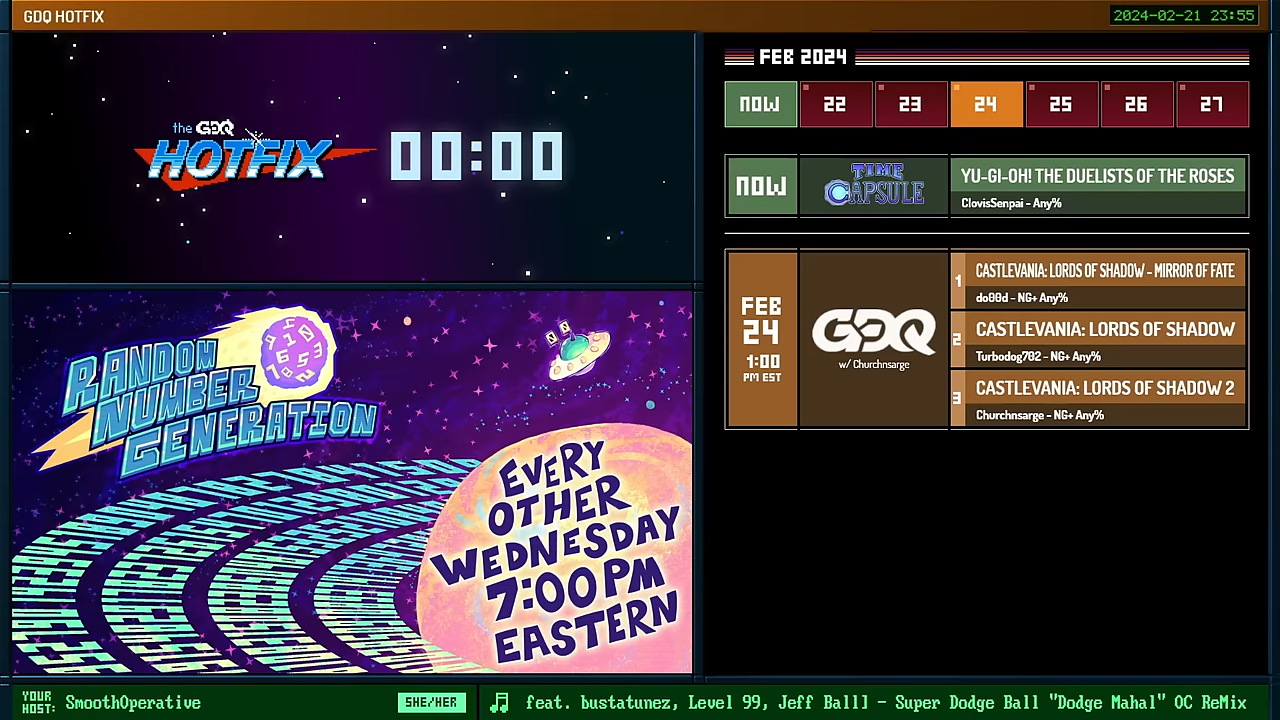 GDQ HOTFIX
2024-02-21 23:55
the GDQ
HOTFIX
00:00
RANDOM
NUMBER
GENERATION
EVERY
OTHER
WEDNESDAY
7:00 PM
EASTERN
FEB 2024
NOW 22 23 24 25 26 27
NOW
TIME
CAPSULE
YU-GI-OH! THE DUELISTS OF THE ROSES
ClovisSenpai - Any%
FEB
24
1:00
PM EST
GDQ
w/ Churchnsarge
1 CASTLEVANIA: LORDS OF SHADOW - MIRROR OF FATE
do00d - NG+ Any%
2 CASTLEVANIA: LORDS OF SHADOW
Turbodog702 - NG+ Any%
3 CASTLEVANIA: LORDS OF SHADOW 2
Churchnsarge - NG+ Any%
YOUR
HOST:
SmoothOperative
SHE/HER
feat. bustatunez, Level 99, Jeff Ball] - Super Dodge Ball "Dodge Mahal" OC ReMix